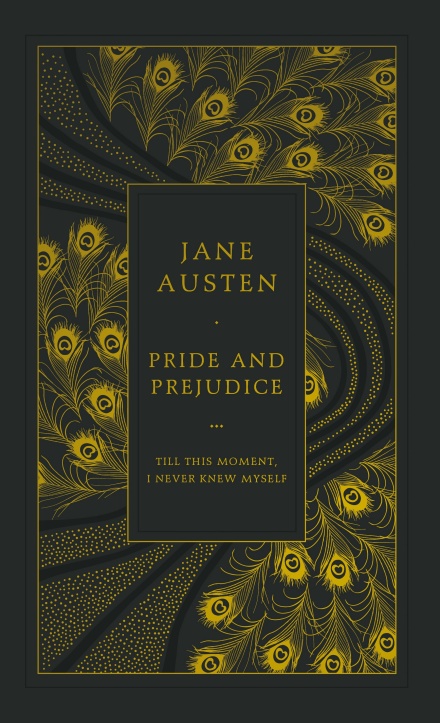 JANE
AUSTEN
·
PRIDE AND
PREJUDICE
...
TILL THIS MOMENT,
I NEVER KNEW MYSELF